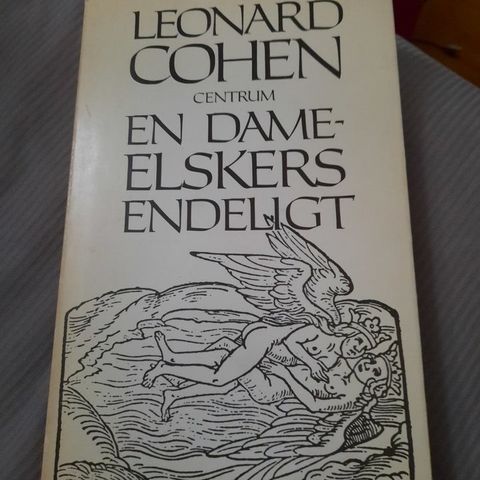 LEONARD
COHEN
CENTRUM
EN DAME-
ELSKERS
ENDELIGT